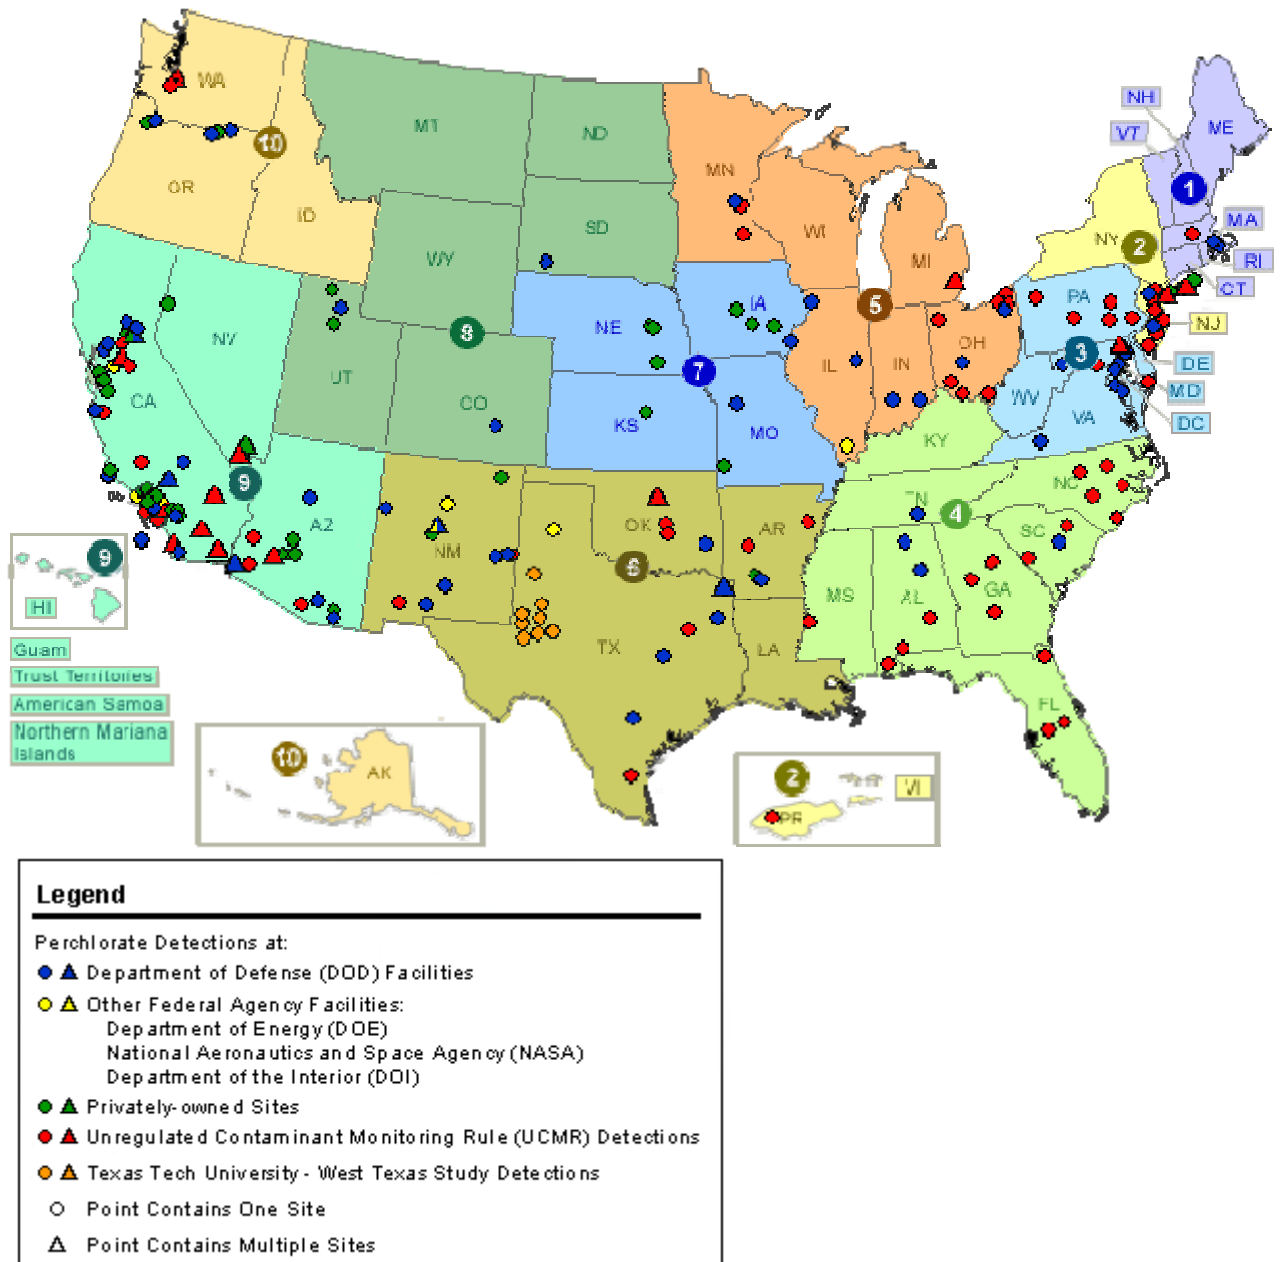 NH
VT
ME
WA
MT
ND
MN
10
OR
ID
SD
WI
MI
1
NY
2
MA
RI
CT
WY
NV
UT
8
NE
IA
5
PA
NJ
IL
IN
OH
3
DE
7
CA
CO
KS
MO
WV
VA
MD
DC
KY
9
A2
NM
OK
AR
TN
NC
4
SC
6
9
HI
MS
AL
GA
TX
LA
Guam
Trust Territories
American Samoa
Northern Mariana
Islands
FL
10
AK
2
VI
PR
Legend
Perchlorate Detections at:
Department of Defense (DOD) Facilities
Other Federal Agency Facilities:
Department of Energy (DOE)
National Aeronautics and Space Agency (NASA)
Department of the Interior (DOI)
Privately-owned Sites
Unregulated Contaminant Monitoring Rule (UCMR) Detections
Texas Tech University - West Texas Study Detections
Point Contains One Site
Point Contains Multiple Sites